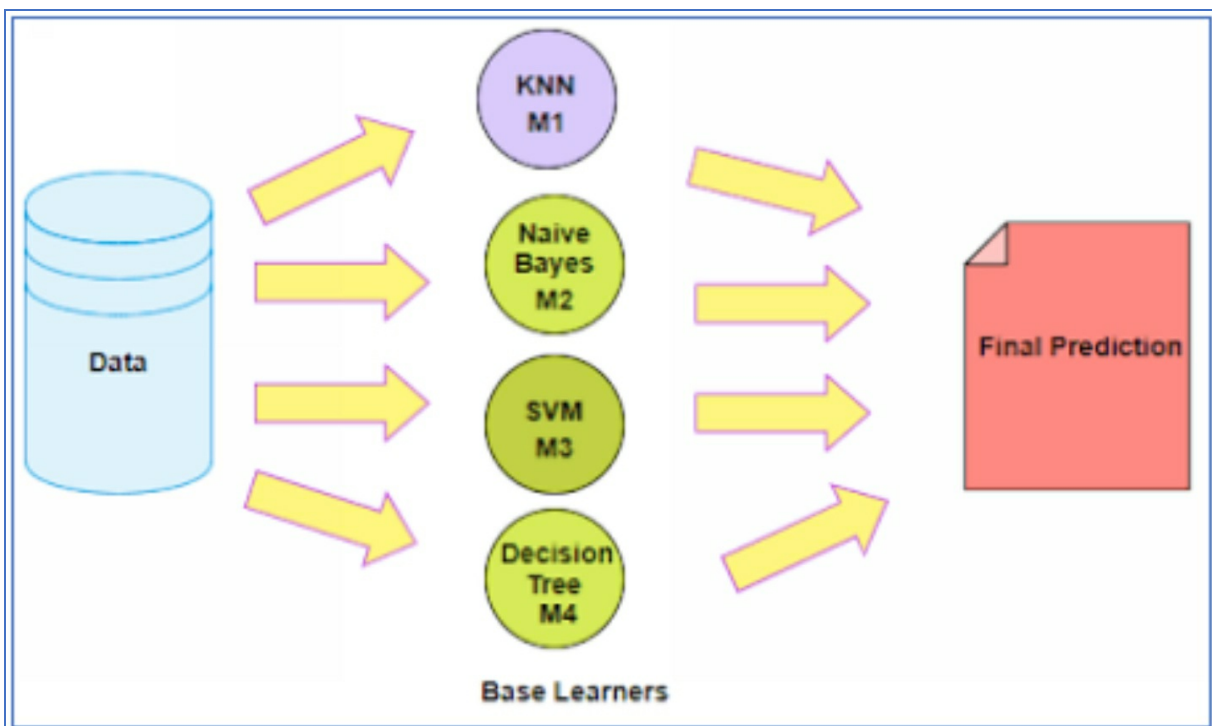 KNN
M1
Naive
Bayes
M2
Data
SVM
M3
Final Prediction
Decision
Tree
M4
Base Learners